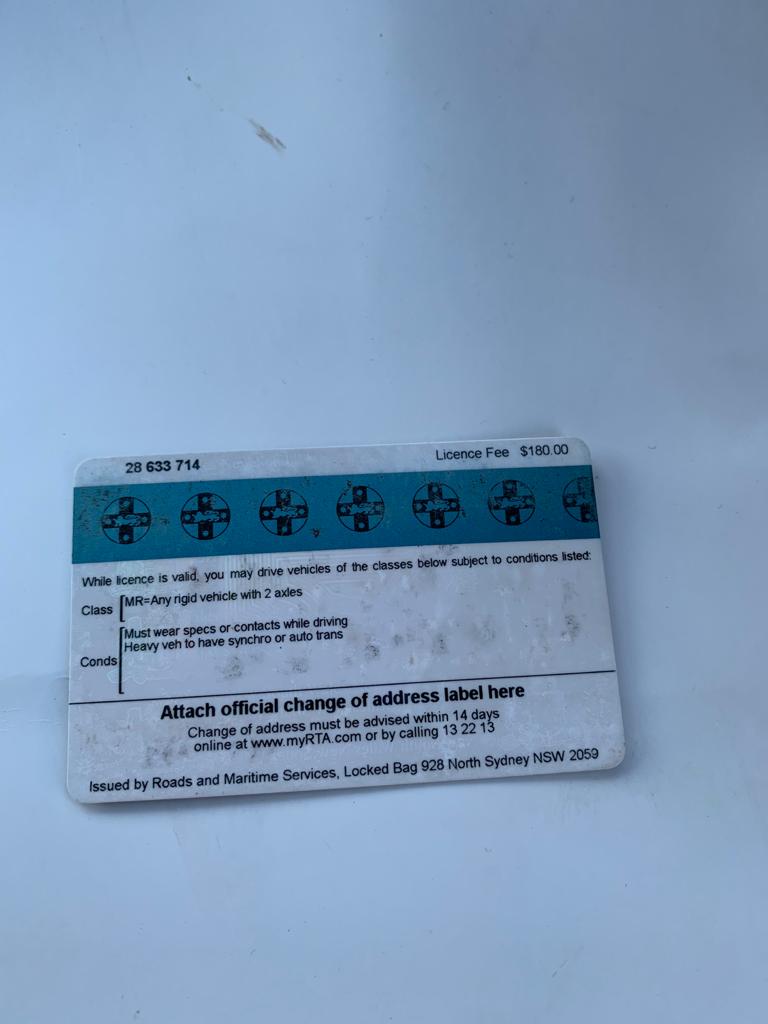 28 633 714
Licence Fee $180.00
While licence is valid, you may drive vehicles of the classes below subject to conditions listed:
Class
MR=Any rigid vehicle with 2 axles
Conds
Must wear specs or contacts while driving
Heavy veh to have synchro or auto trans
Attach official change of address label here
Change of address must be advised within 14 days
online at www.myRTA.com or by calling 13 22 13
Issued by Roads and Maritime Services, Locked Bag 928 North Sydney NSW 2059